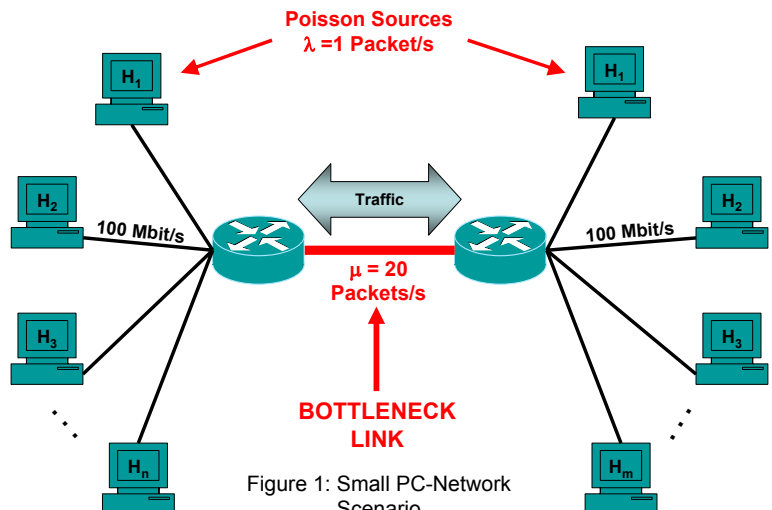 Poisson Sources
λ =1 Packet/s
H1
H1
H2
100 Mbit/s
Traffic
100 Mbit/s
H2
μ = 20
Packets/s
H3
H3
BOTTLENECK
LINK
. . .
. . .
Hn
Hm
Figure 1: Small PC-Network
Scenario